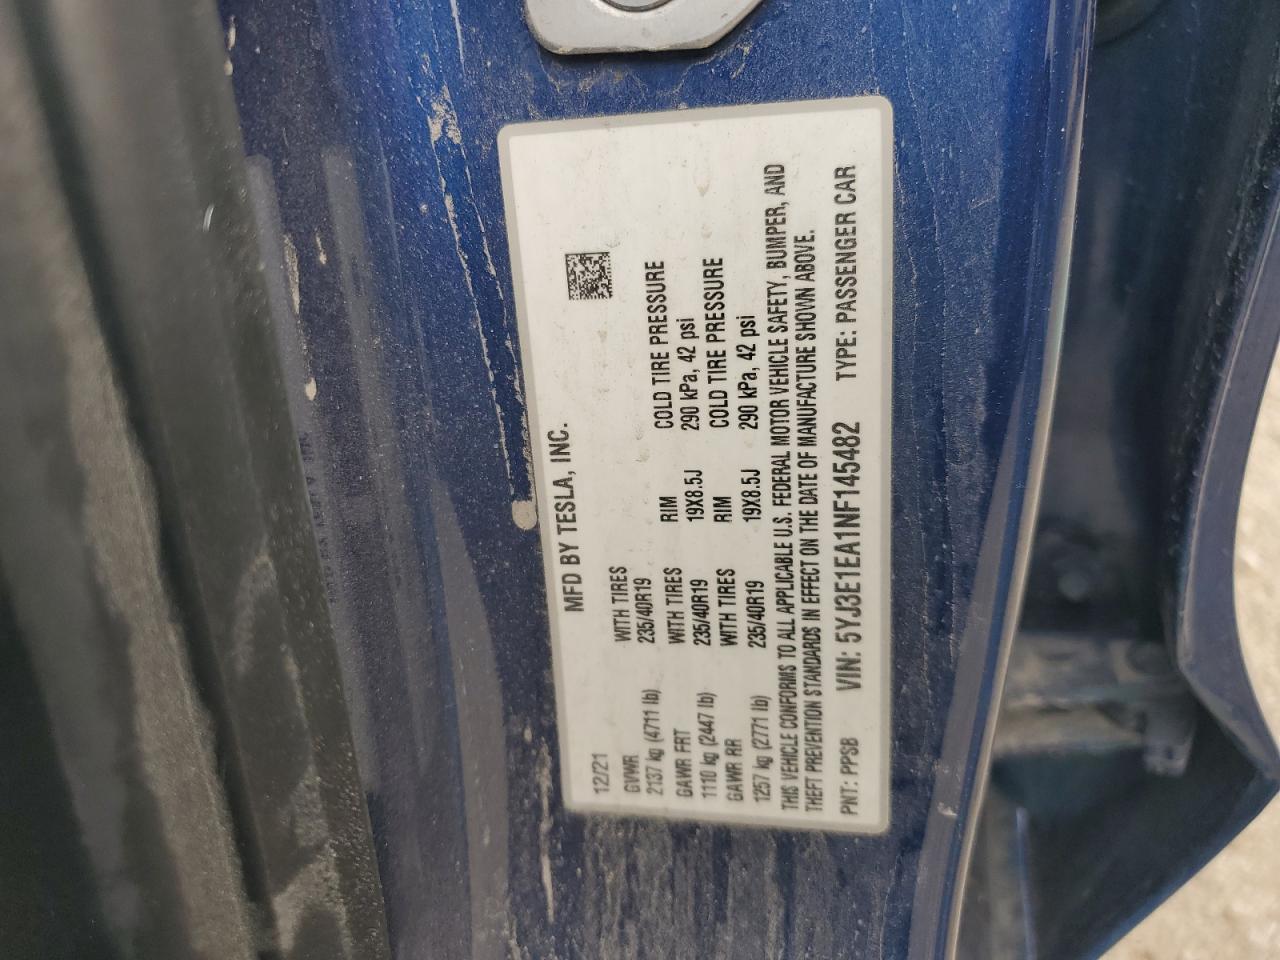 MFD BY TESLA, INC.
12/21
GVWR WITH TIRES RIM COLD TIRE PRESSURE
2137 kg (4711 lb) 235/40R19 19X8.5J 290 kPa, 42 psi
GAWR FRT WITH TIRES RIM COLD TIRE PRESSURE
1110 kg (2447 lb) 235/40R19 19X8.5J 290 kPa, 42 psi
GAWR RR WITH TIRES
1257 kg (2771 lb) 235/40R19
THIS VEHICLE CONFORMS TO ALL APPLICABLE U.S. FEDERAL MOTOR VEHICLE SAFETY, BUMPER, AND
THEFT PREVENTION STANDARDS IN EFFECT ON THE DATE OF MANUFACTURE SHOWN ABOVE.
PNT: PPSB VIN: 5YJ3E1EA1NF145482 TYPE: PASSENGER CAR